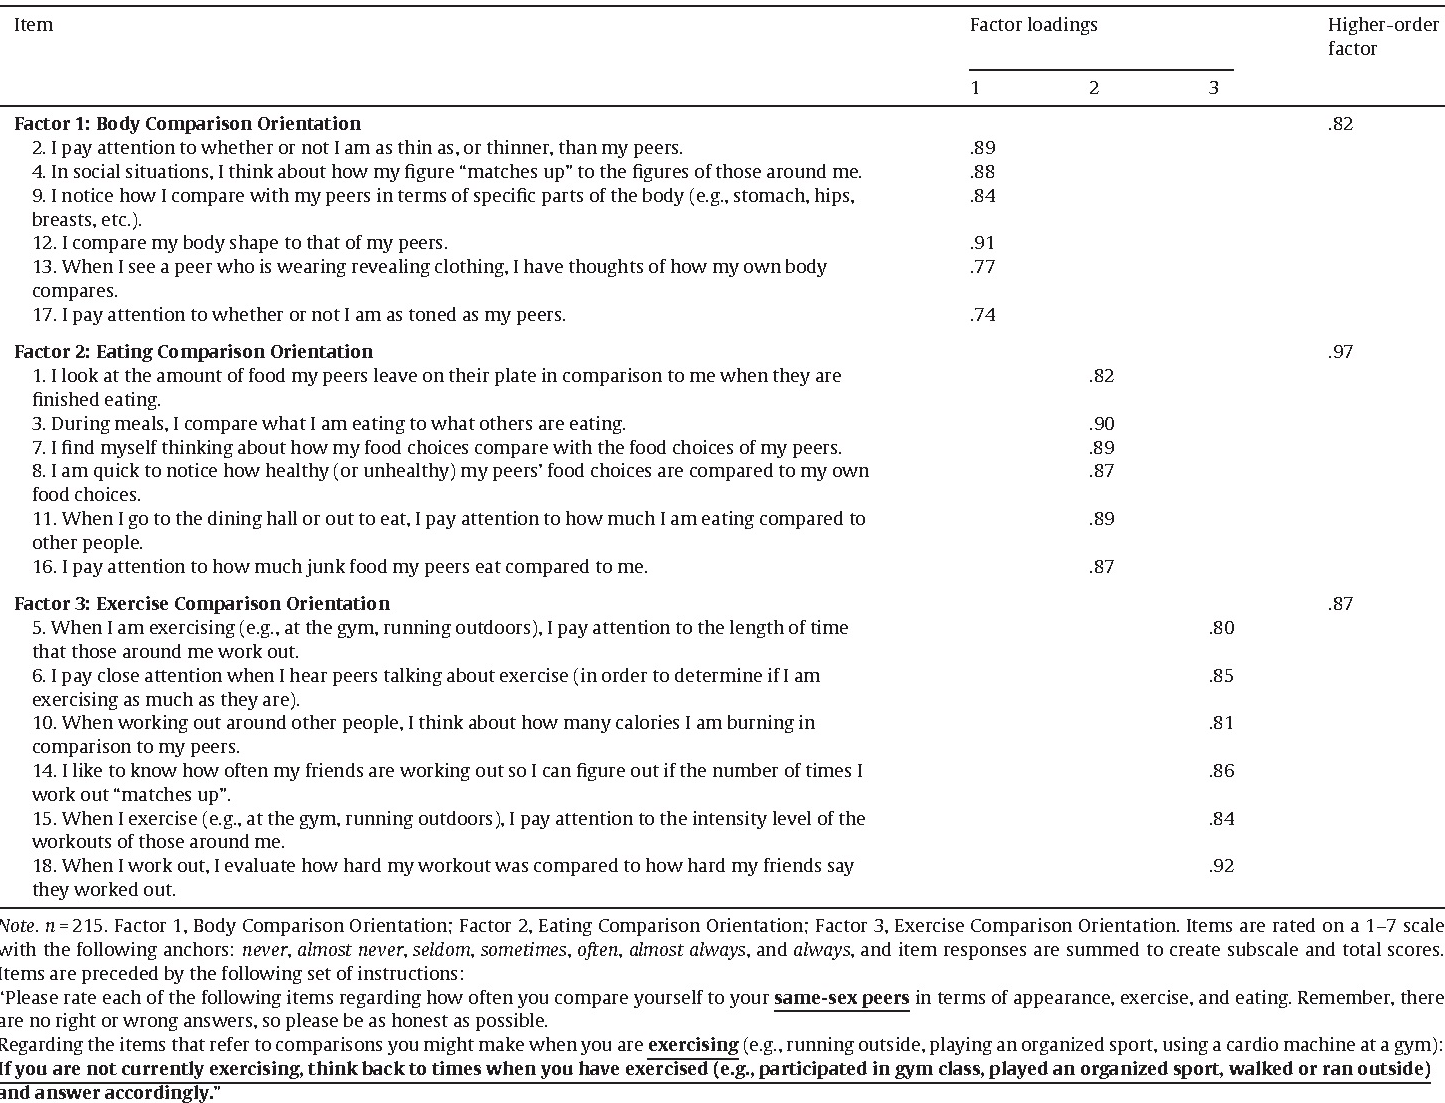 Item Factor loadings Higher-order
factor
1 2 3
Factor 1: Body Comparison Orientation .82
2. I pay attention to whether or not I am as thin as, or thinner, than my peers. .89
4. In social situations, I think about how my figure “matches up” to the figures of those around me. .88
9. I notice how I compare with my peers in terms of specific parts of the body (e.g., stomach, hips, .84
breasts, etc.).
12. I compare my body shape to that of my peers. .91
13. When I see a peer who is wearing revealing clothing, I have thoughts of how my own body .77
compares.
17. I pay attention to whether or not I am as toned as my peers. .74
Factor 2: Eating Comparison Orientation .97
1. I look at the amount of food my peers leave on their plate in comparison to me when they are .82
finished eating.
3. During meals, I compare what I am eating to what others are eating. .90
7. I find myself thinking about how my food choices compare with the food choices of my peers. .89
8. I am quick to notice how healthy (or unhealthy) my peers’ food choices are compared to my own .87
food choices.
11. When I go to the dining hall or out to eat, I pay attention to how much I am eating compared to .89
other people.
16. I pay attention to how much junk food my peers eat compared to me. .87
Factor 3: Exercise Comparison Orientation .87
5. When I am exercising (e.g., at the gym, running outdoors), I pay attention to the length of time .80
that those around me work out.
6. I pay close attention when I hear peers talking about exercise (in order to determine if I am .85
exercising as much as they are).
10. When working out around other people, I think about how many calories I am burning in .81
comparison to my peers.
14. I like to know how often my friends are working out so I can figure out if the number of times I .86
work out “matches up”.
15. When I exercise (e.g., at the gym, running outdoors), I pay attention to the intensity level of the .84
workouts of those around me.
18. When I work out, I evaluate how hard my workout was compared to how hard my friends say .92
they worked out.
Note. n = 215. Factor 1, Body Comparison Orientation; Factor 2, Eating Comparison Orientation; Factor 3, Exercise Comparison Orientation. Items are rated on a 1–7 scale
with the following anchors: never, almost never, seldom, sometimes, often, almost always, and always, and item responses are summed to create subscale and total scores.
Items are preceded by the following set of instructions:
“Please rate each of the following items regarding how often you compare yourself to your same-sex peers in terms of appearance, exercise, and eating. Remember, there
are no right or wrong answers, so please be as honest as possible.
Regarding the items that refer to comparisons you might make when you are exercising (e.g., running outside, playing an organized sport, using a cardio machine at a gym):
If you are not currently exercising, think back to times when you have exercised (e.g., participated in gym class, played an organized sport, walked or ran outside)
and answer accordingly.”